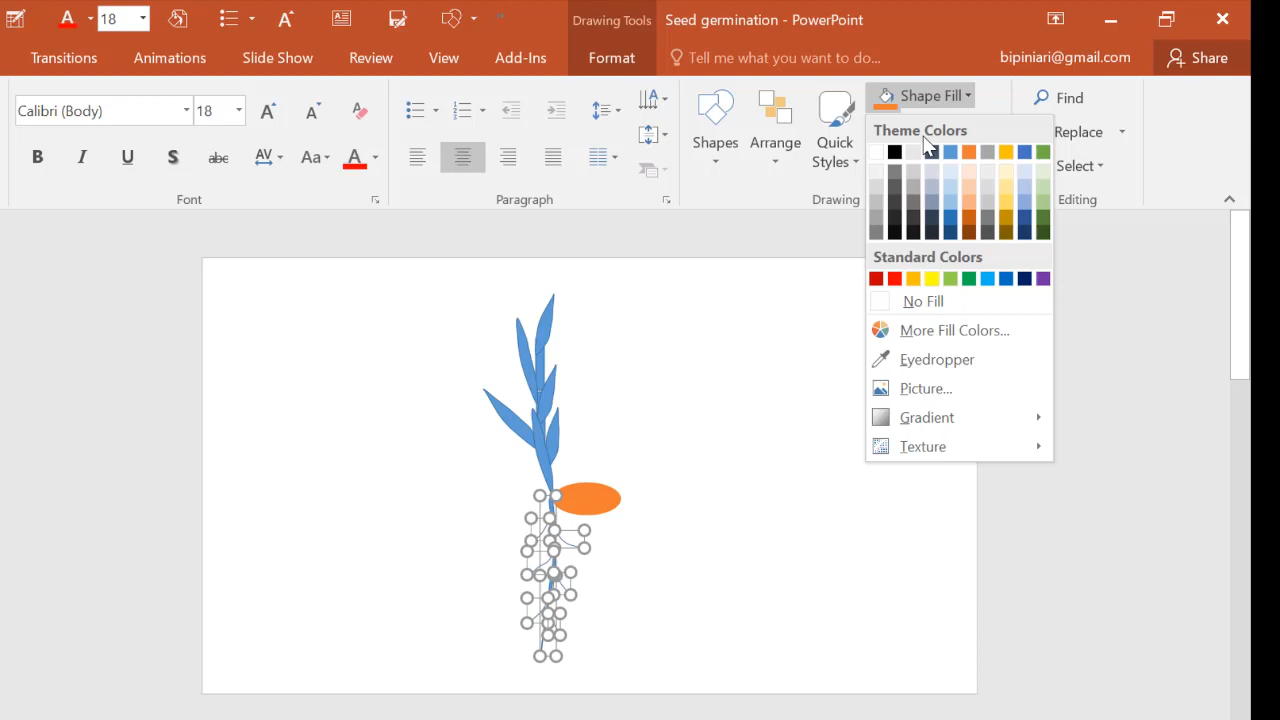 18
Drawing Tools
Seed germination - PowerPoint
Transitions
Animations
Slide Show
Review
View
Add-Ins
Format
Tell me what you want to do...
bipiniari@gmail.com
Share
Calibri (Body)
18
Shapes
Arrange
Quick
Styles
Shape Fill
Find
Replace
Select
Font
Paragraph
Drawing
Editing
Theme Colors
Standard Colors
No Fill
More Fill Colors...
Eyedropper
Picture...
Gradient
Texture